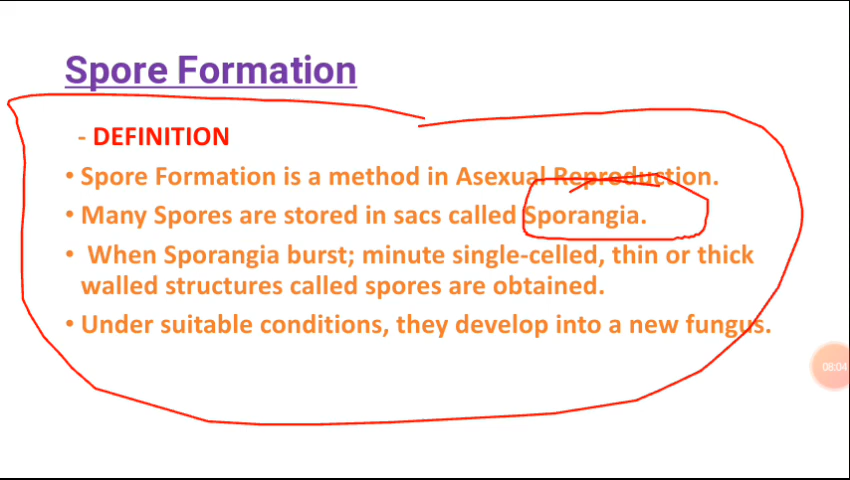 Spore Formation
- DEFINITION
• Spore Formation is a method in Asexual Reproduction.
• Many Spores are stored in sacs called Sporangia.
• When Sporangia burst; minute single-celled, thin or thick
walled structures called spores are obtained.
• Under suitable conditions, they develop into a new fungus.
08:04